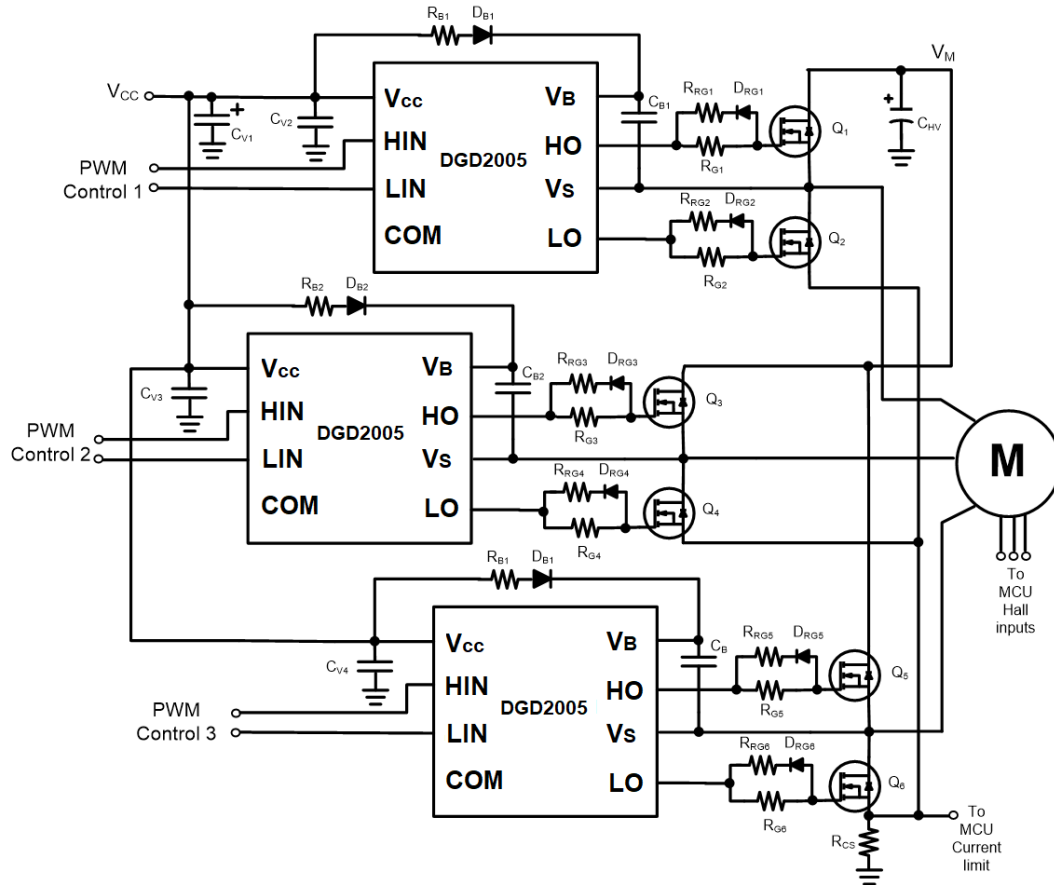 RB1 DB1
VM
VCC
CV1
CV2
Vcc
HIN
LIN
COM
DGD2005
VB
HO
VS
LO
CB1
RRG1 DRG1
RG1
Q1
CHV
+
+
PWM
Control 1
RRG2 DRG2
RG2
Q2
RB2 DB2
CV3
Vcc
HIN
LIN
COM
DGD2005
VB
HO
VS
LO
CB2
RRG3 DRG3
RG3
Q3
PWM
Control 2
RRG4 DRG4
RG4
Q4
M
To
MCU
Hall
inputs
RB1 DB1
CV4
Vcc
HIN
LIN
COM
DGD2005
VB
HO
VS
LO
CB
RRG5 DRG5
RG5
Q5
PWM
Control 3
RRG6 DRG6
RG6
Q6
RCS
To
MCU
Current
limit